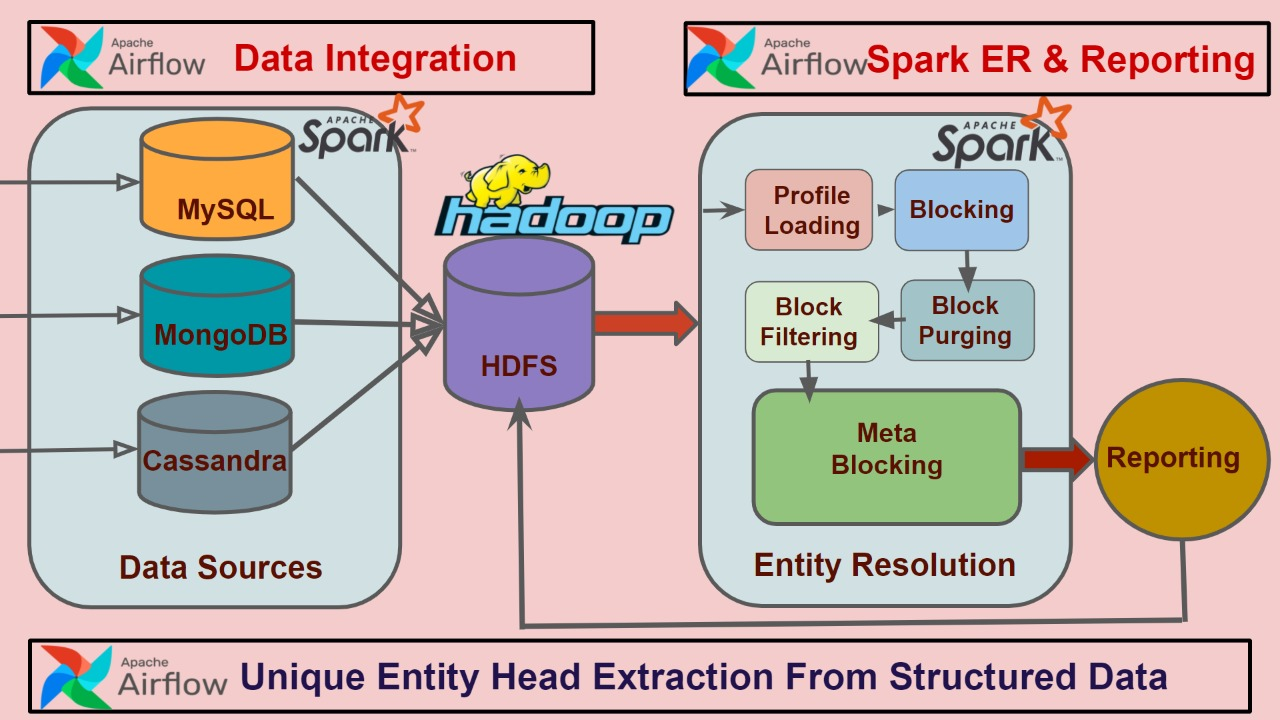 Apache
Airflow
Data Integration
Apache
Airflow
Spark ER & Reporting
APACHE
Spark™
MySQL
MongoDB
Cassandra
Data Sources
hadoop
HDFS
APACHE
Spark™
Profile
Loading
Blocking
Block
Filtering
Block
Purging
Meta
Blocking
Entity Resolution
Reporting
Apache
Airflow
Unique Entity Head Extraction From Structured Data